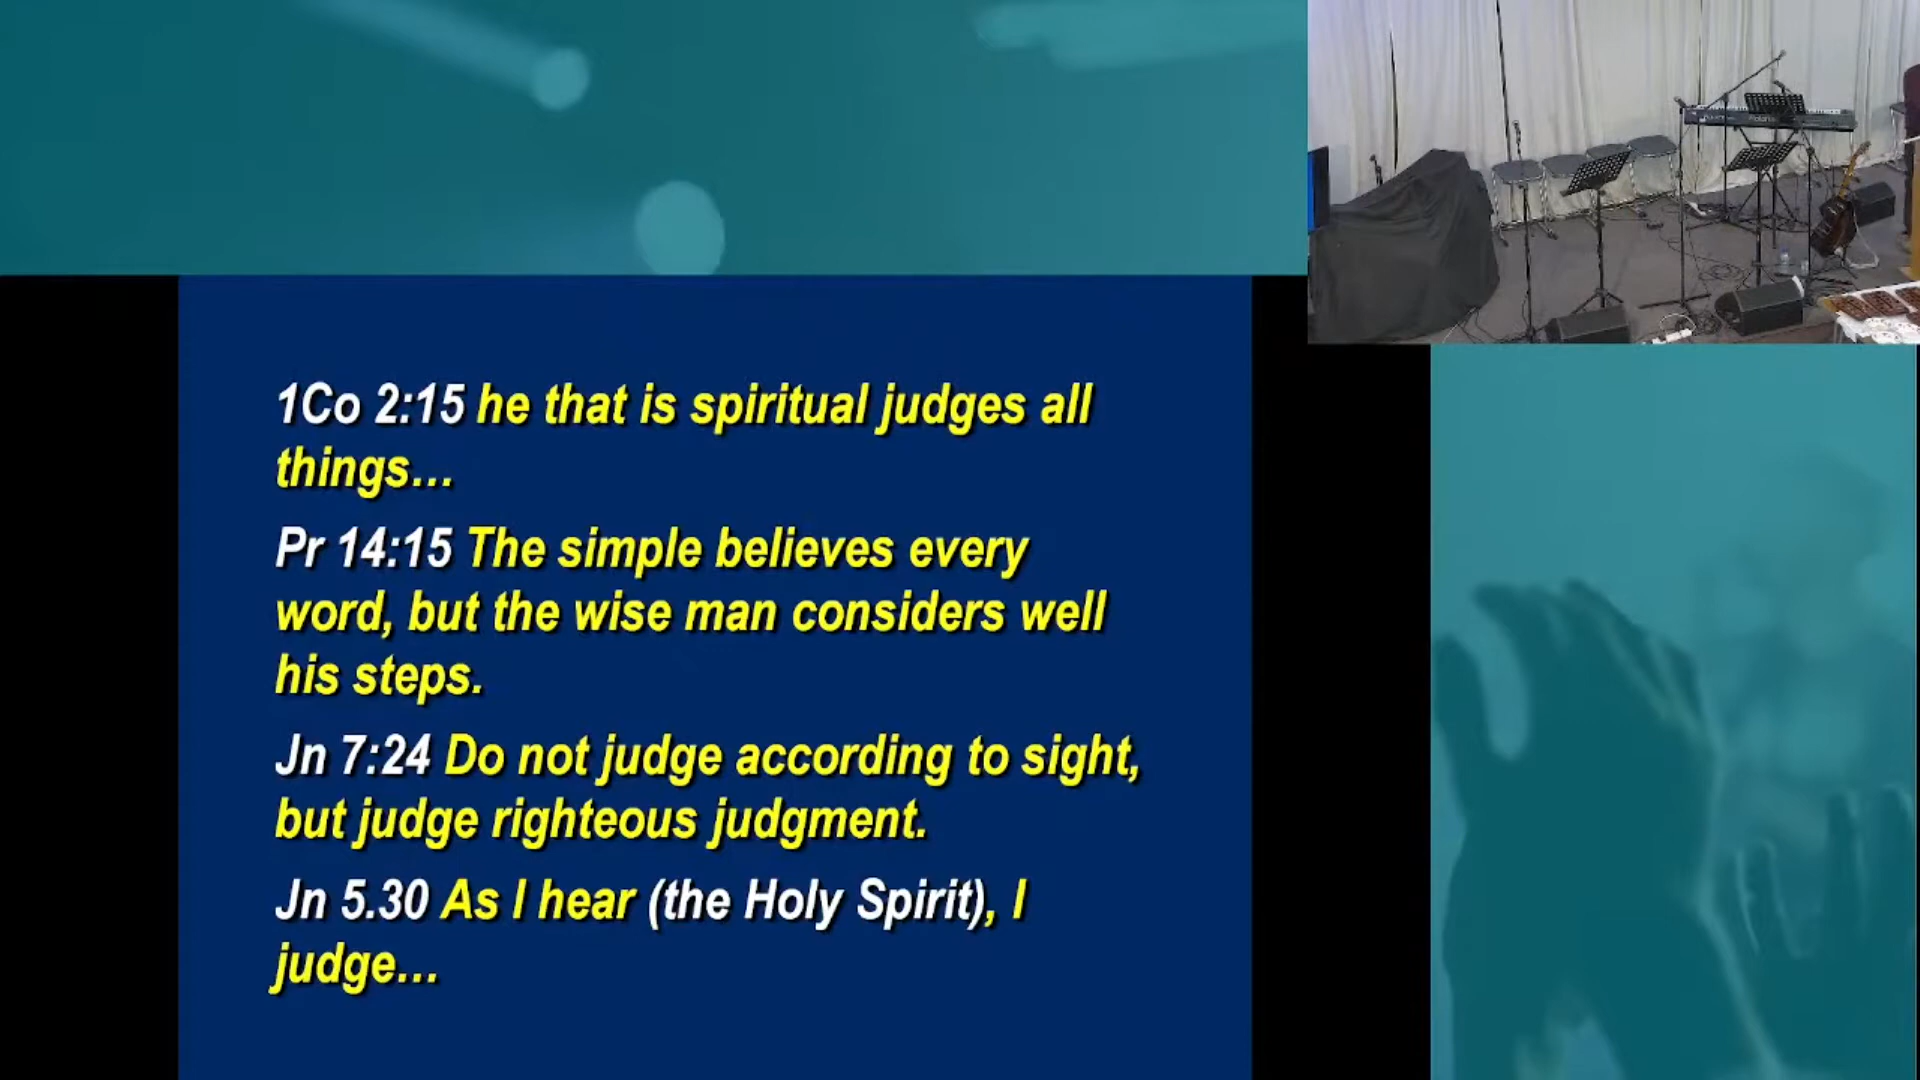 1Co 2:15 he that is spiritual judges all
things...
Pr 14:15 The simple believes every
word, but the wise man considers well
his steps.
Jn 7:24 Do not judge according to sight,
but judge righteous judgment.
Jn 5.30 As I hear (the Holy Spirit), I
judge...